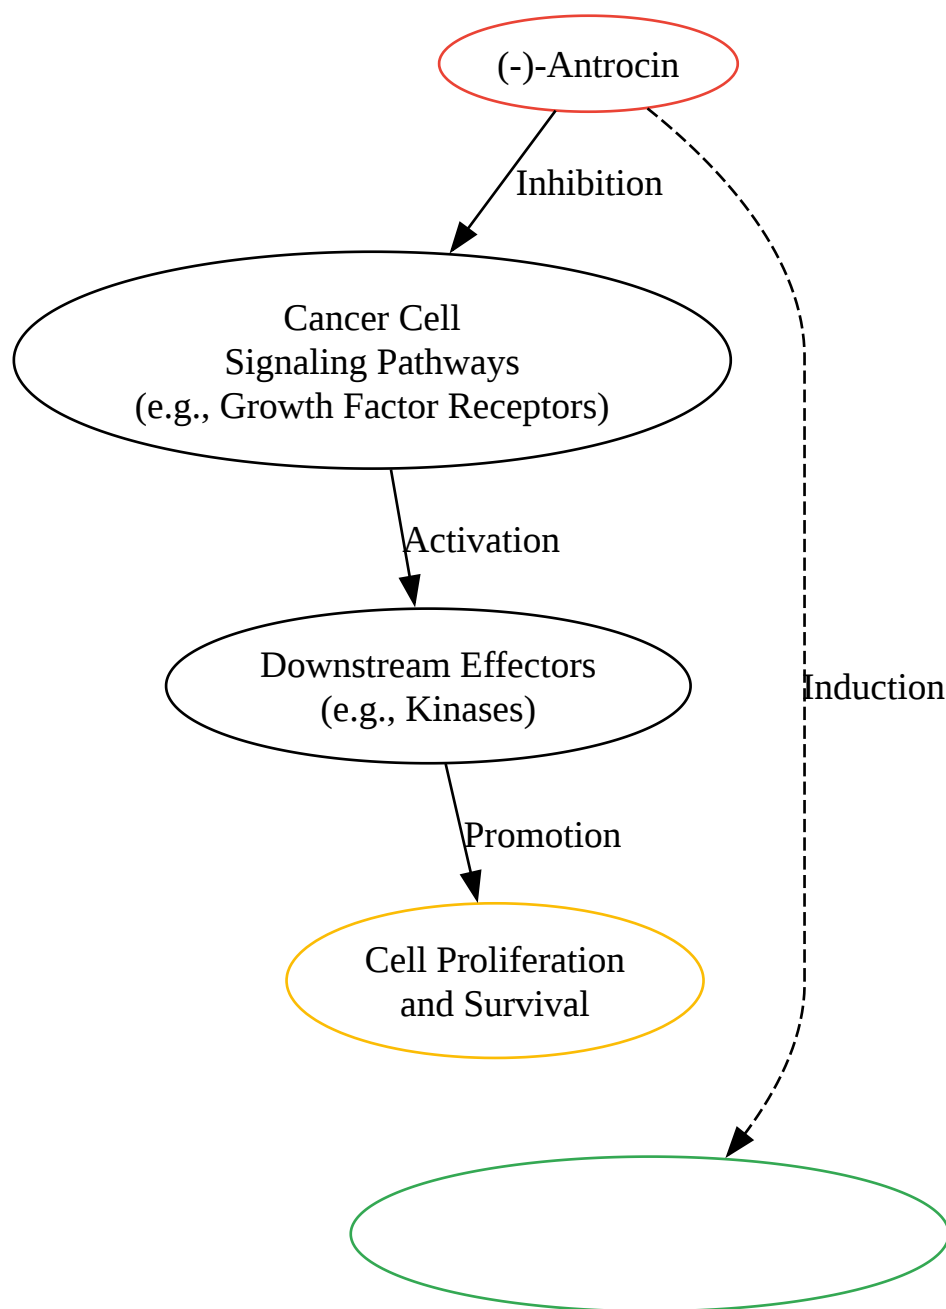 (-)-Antrocin
Inhibition
Cancer Cell
Signaling Pathways
(e.g., Growth Factor Receptors)
Activation
Downstream Effectors
(e.g., Kinases)
Induction
Promotion
Cell Proliferation
and Survival